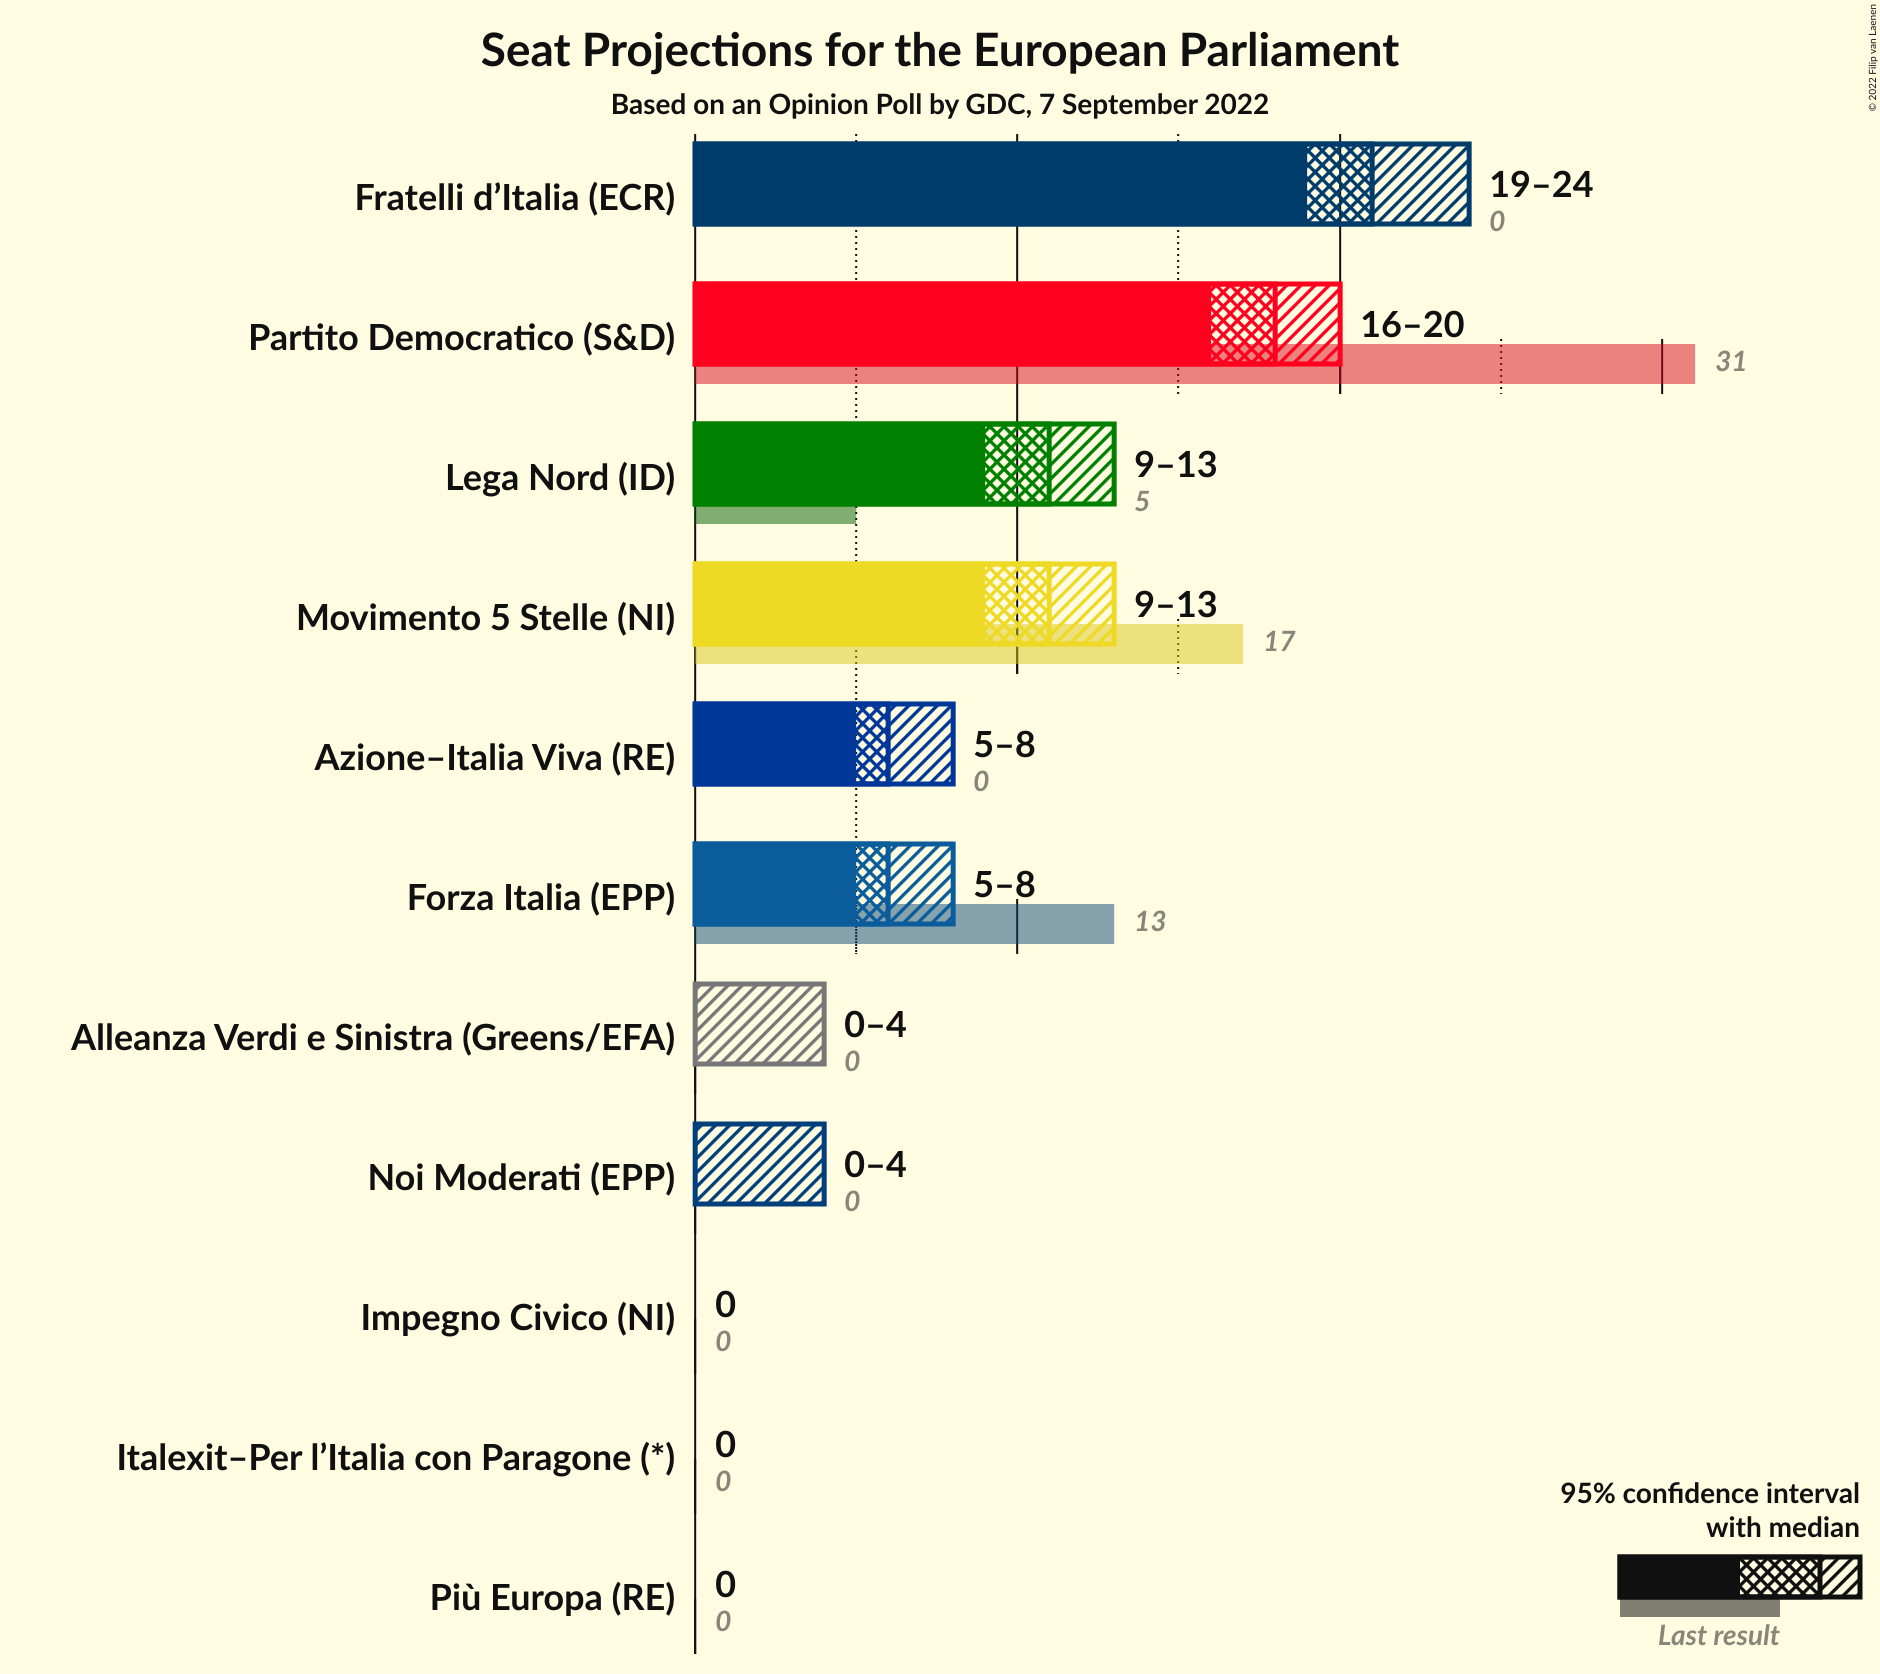 Seat Projections for the European Parliament
Based on an Opinion Poll by GDC, 7 September 2022
© 2022 Filip van Laenen
Fratelli d’Italia (ECR)
19–24
0
Partito Democratico (S&D)
16–20
31
Lega Nord (ID)
9–13
5
Movimento 5 Stelle (NI)
9–13
17
Azione–Italia Viva (RE)
5–8
0
Forza Italia (EPP)
5–8
13
Alleanza Verdi e Sinistra (Greens/EFA)
0–4
0
Noi Moderati (EPP)
0–4
0
Impegno Civico (NI)
0
0
Italexit–Per l’Italia con Paragone (*)
0
0
Più Europa (RE)
0
0
95% confidence interval
with median
Last result